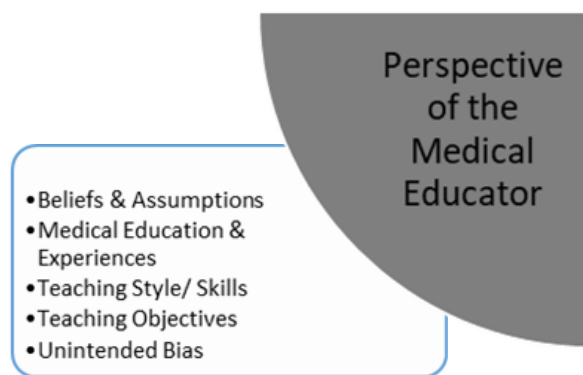 Perspective
of the
Medical
Educator
•Beliefs & Assumptions
•Medical Education &
Experiences
•Teaching Style/ Skills
•Teaching Objectives
•Unintended Bias